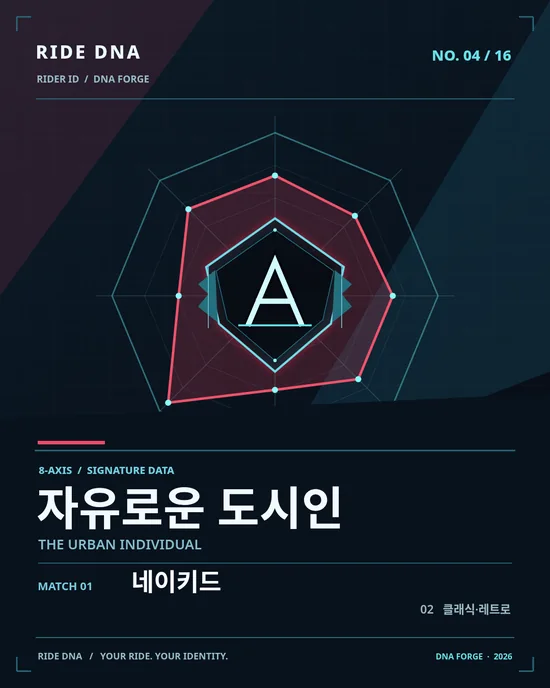 RIDE DNA
NO. 04 / 16
RIDER ID / DNA FORGE
A
8-AXIS / SIGNATURE DATA
자유로운 도시인
THE URBAN INDIVIDUAL
MATCH 01 네이키드
02 클래식·레트로
RIDE DNA / YOUR RIDE. YOUR IDENTITY.
DNA FORGE · 2026